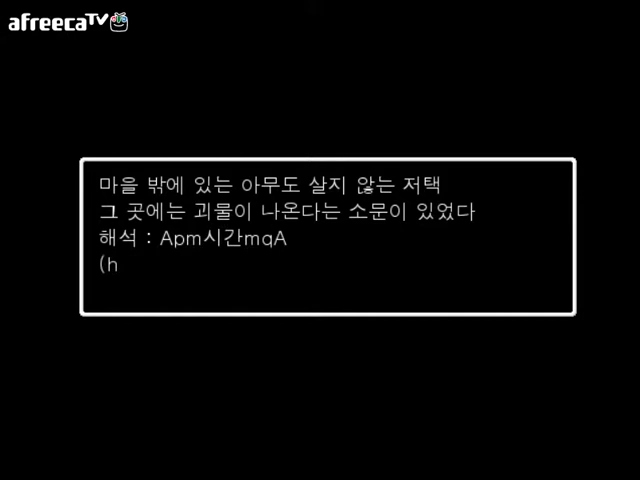 afreecaTV
마을 밖에 있는 아무도 살지 않는 저택
그 곳에는 괴물이 나온다는 소문이 있었다
해석 : Apm시간mqA
(h